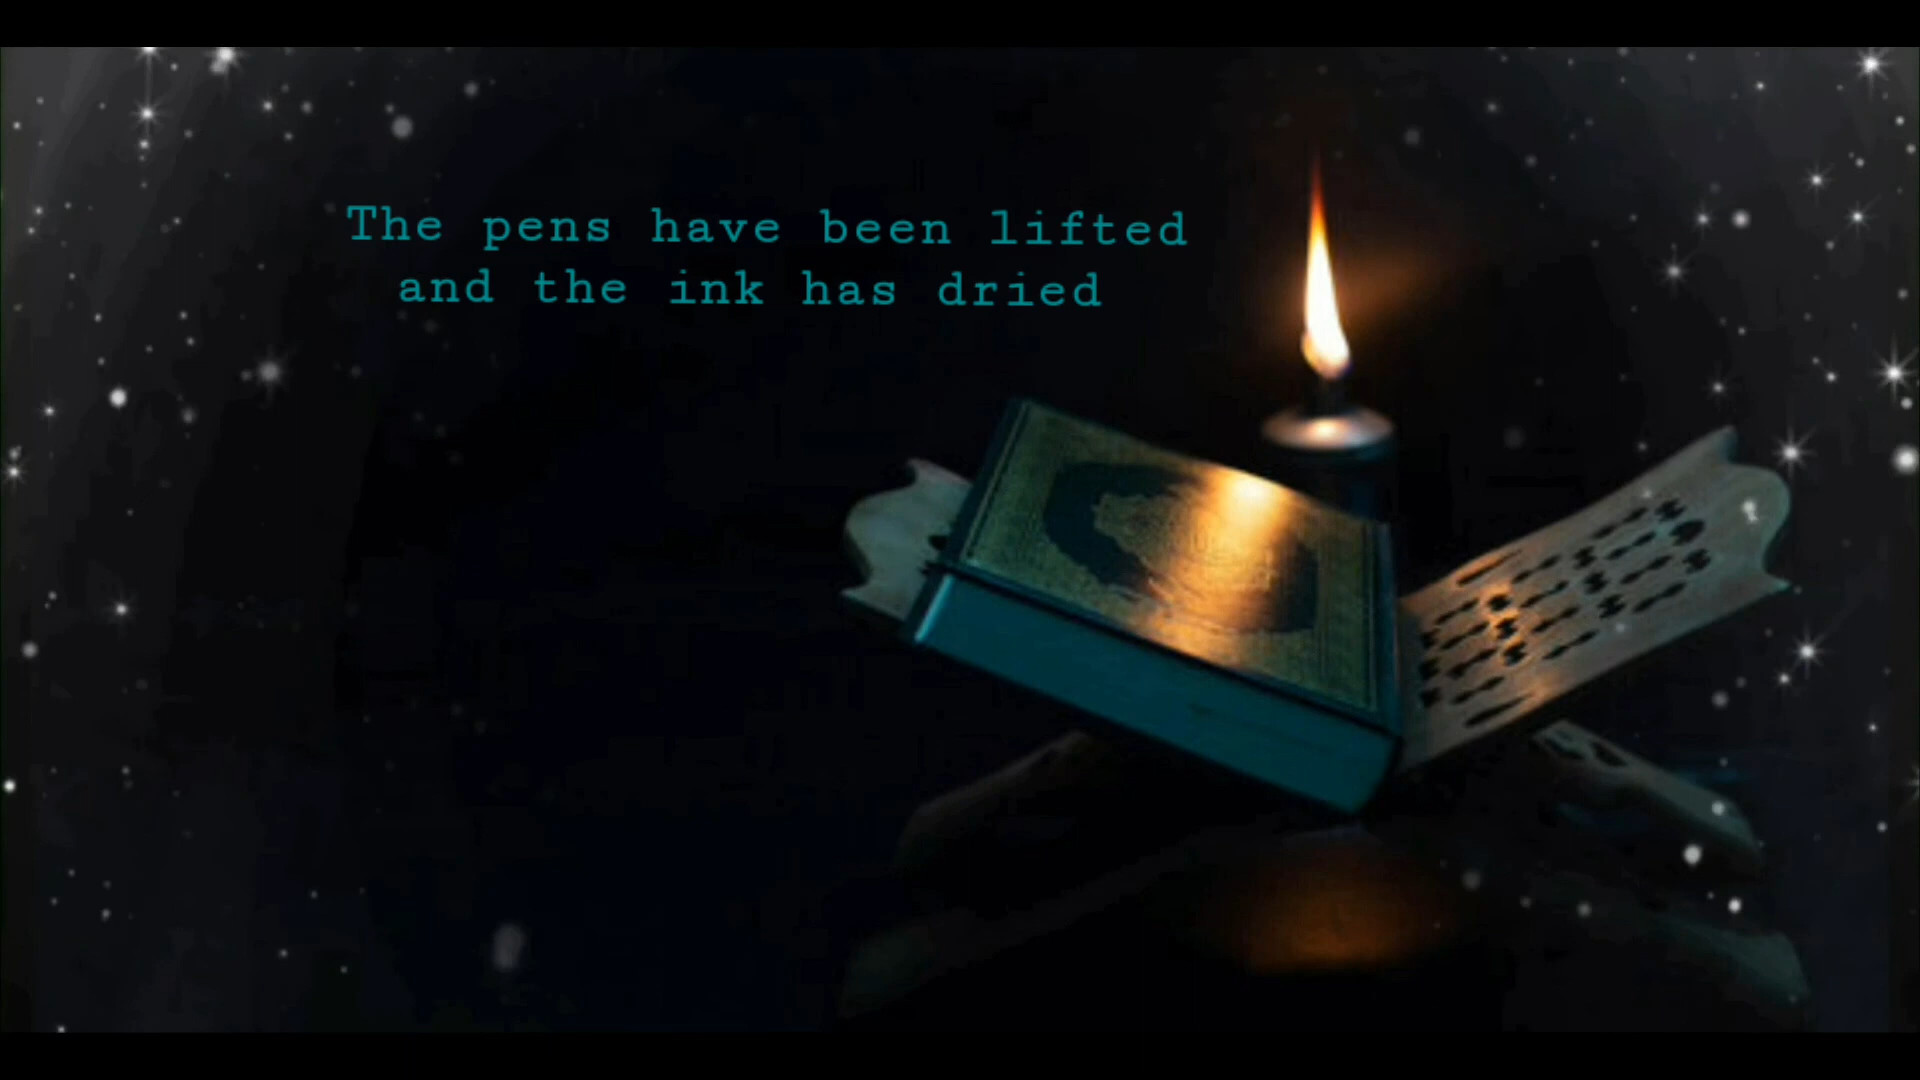 The pens have been lifted
and the ink has dried